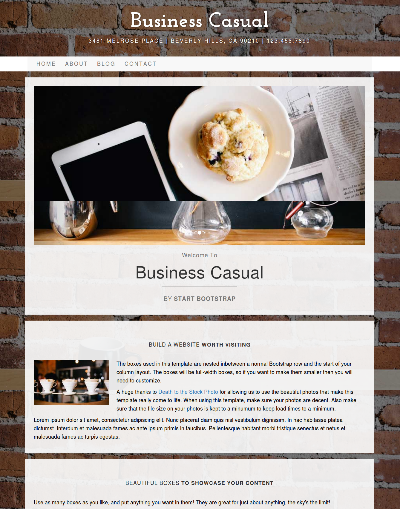 Business Casual
3481 MELROSE PLACE | BEVERLY HILLS, CA 90210 | 123.456.7890
HOME ABOUT BLOG CONTACT
Welcome To
Business Casual
BY START BOOTSTRAP
BUILD A WEBSITE WORTH VISITING
The boxes used in this template are nested inbetween a normal Bootstrap row and the start of your
column layout. The boxes will be full-width boxes, so if you want to make them smaller then you will
need to customize.
A huge thanks to Death to the Stock Photo for allowing us to use the beautiful photos that make this
template really come to life. When using this template, make sure your photos are decent. Also make
sure that the file size on your photos is kept to a minumum to keep load times to a minimum.
Lorem ipsum dolor sit amet, consectetur adipiscing elit. Nunc placerat diam quis nisl vestibulum dignissim. In hac habitasse platea
dictumst. Interdum et malesuada fames ac ante ipsum primis in faucibus. Pellentesque habitant morbi tristique senectus et netus et
malesuada fames ac turpis egestas.
BEAUTIFUL BOXES TO SHOWCASE YOUR CONTENT
Use as many boxes as you like, and put anything you want in them! They are great for just about anything, the sky's the limit!